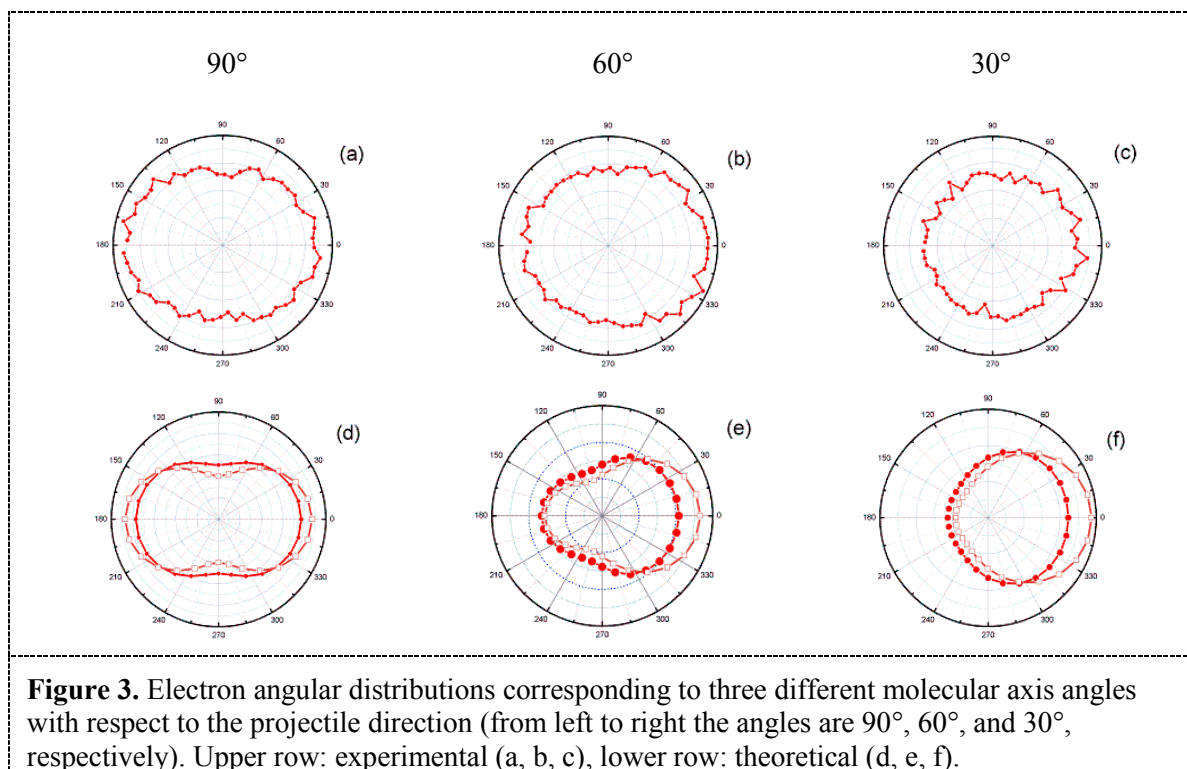 90° 60° 30°
90 90 90
120 60 (a) 120 60 (b) 120 60 (c)
150 30 150 30 150 30
180 0 180 0 180 0
210 330 210 330 210 330
240 300 240 300 240 300
270 270 270
90 90 90
120 60 (d) 120 60 (e) 120 60 (f)
150 30 150 30 150 30
180 0 180 0 180 0
210 330 210 330 210 330
240 300 240 300 240 300
270 270 270
Figure 3. Electron angular distributions corresponding to three different molecular axis angles
with respect to the projectile direction (from left to right the angles are 90°, 60°, and 30°,
respectively). Upper row: experimental (a, b, c), lower row: theoretical (d, e, f).